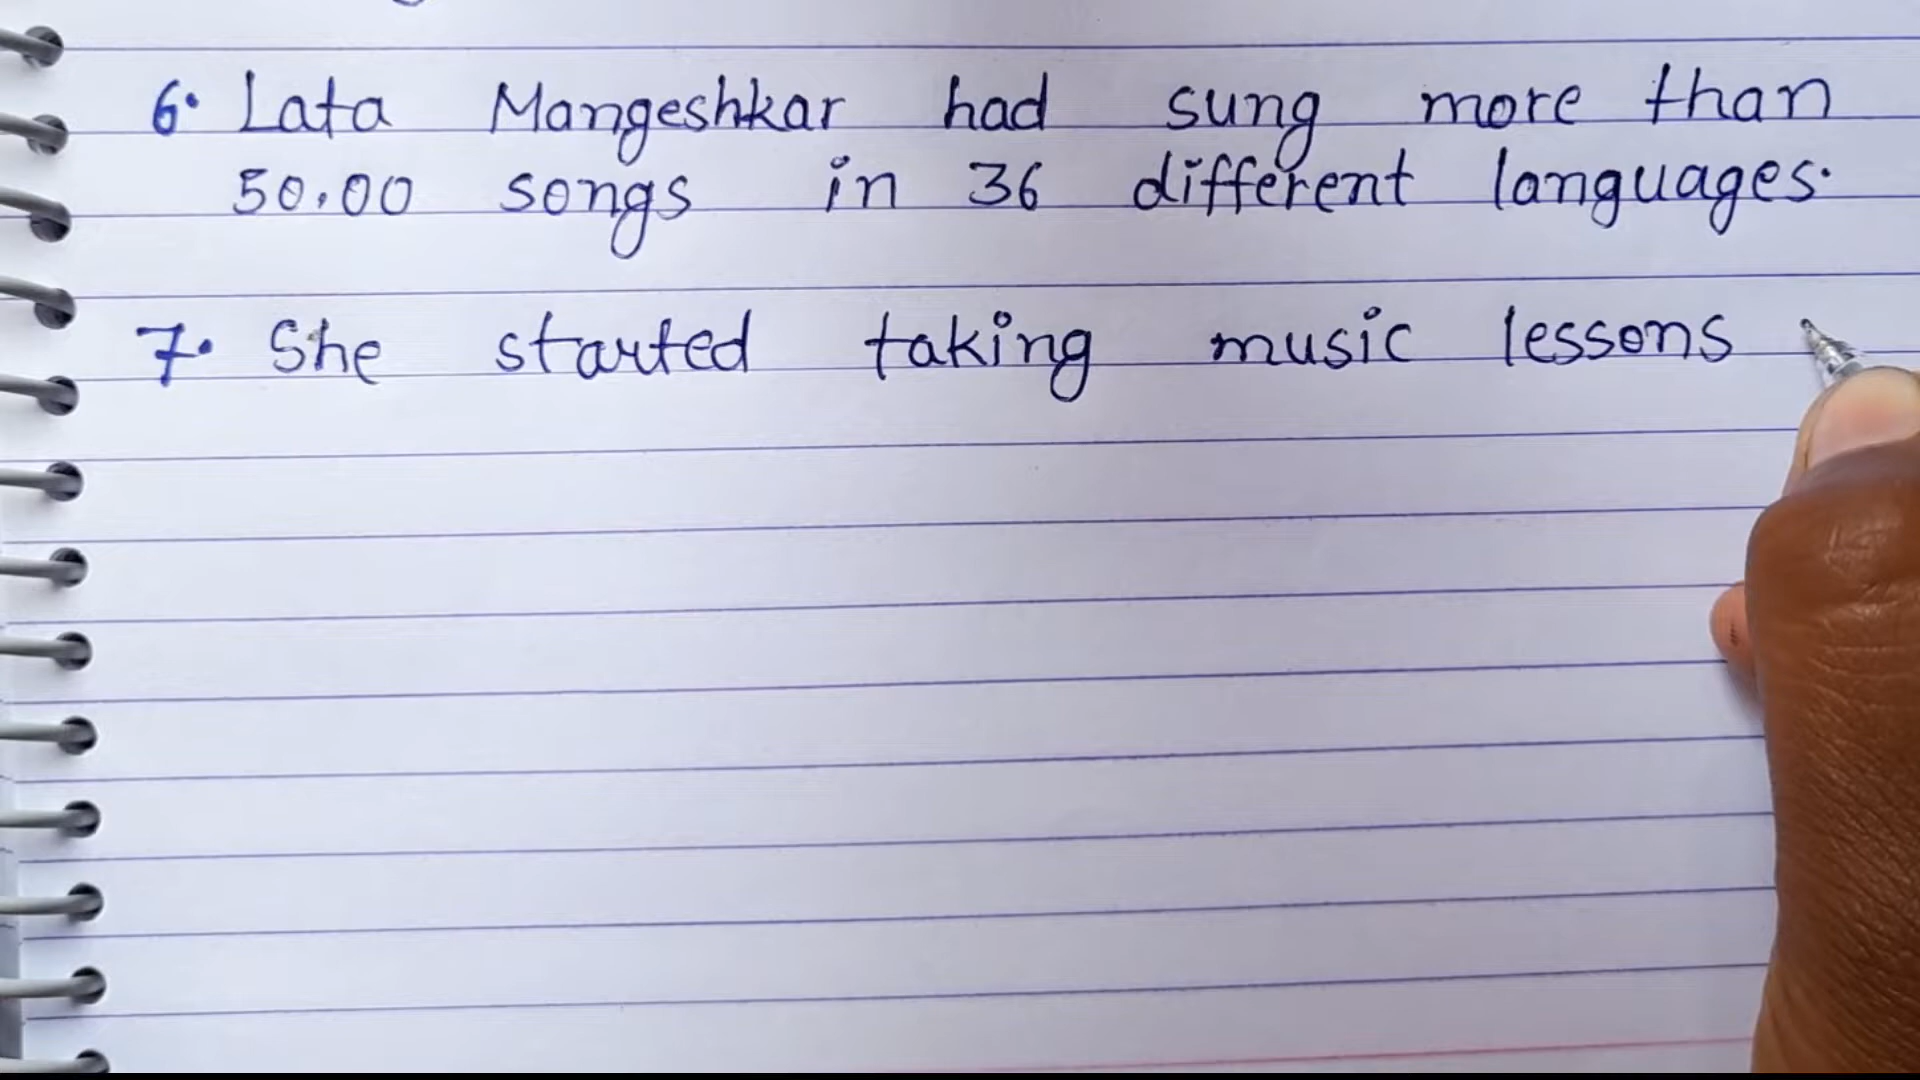 6. Lata Mangeshkar had sung more than
50.00 songs in 36 different languages.
7. She started taking music lessons